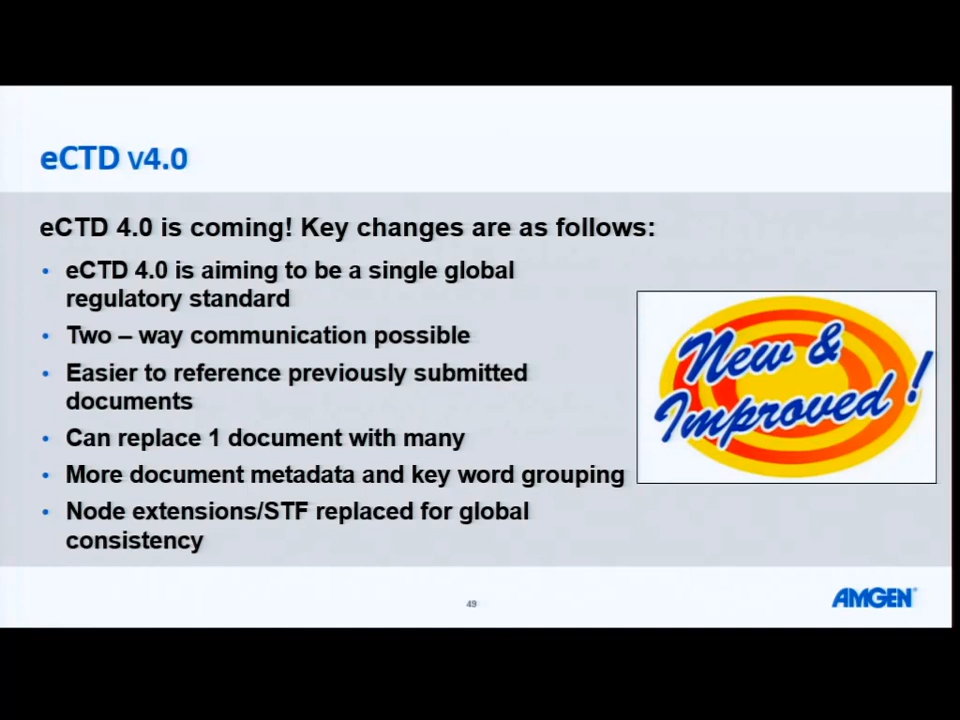 eCTD v4.0
eCTD 4.0 is coming! Key changes are as follows:
• eCTD 4.0 is aiming to be a single global
regulatory standard
• Two – way communication possible
• Easier to reference previously submitted
documents
• Can replace 1 document with many
• More document metadata and key word grouping
• Node extensions/STF replaced for global
consistency
New &
Improved!
49
AMGEN®